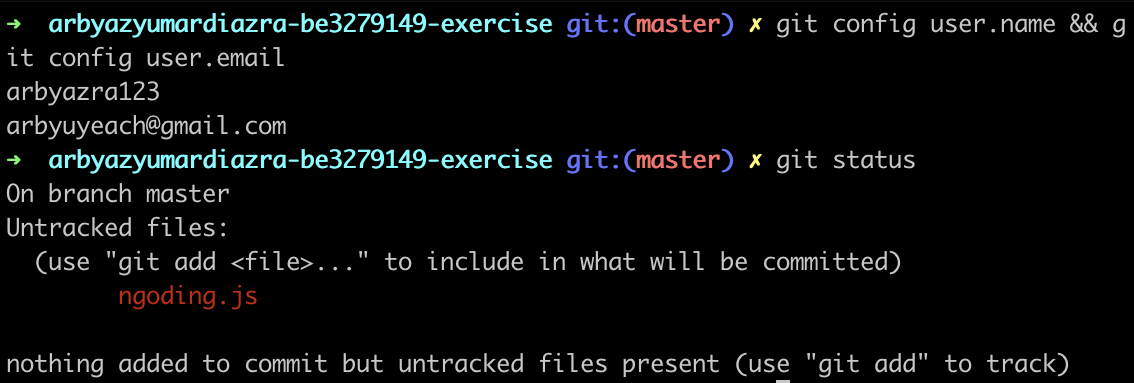 ➜  arbyazyumardiazra-be3279149-exercise git:(master) ✗ git config user.name && g
it config user.email
arbyazra123
arbyuyeach@gmail.com
➜  arbyazyumardiazra-be3279149-exercise git:(master) ✗ git status
On branch master
Untracked files:
  (use "git add <file>..." to include in what will be committed)
        ngoding.js

nothing added to commit but untracked files present (use "git add" to track)